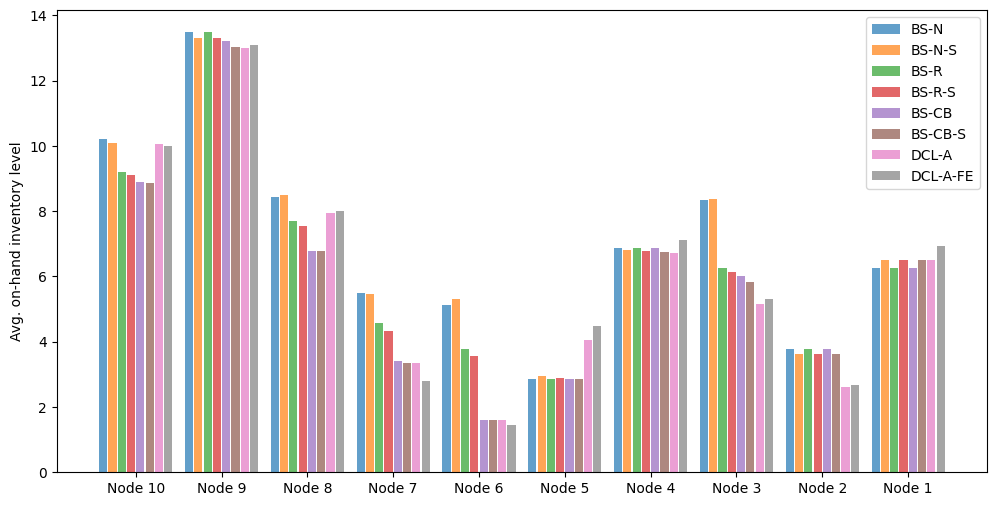 Avg. on-hand inventory level
14
12
10
8
6
4
2
0
Node 10 Node 9 Node 8 Node 7 Node 6 Node 5 Node 4 Node 3 Node 2 Node 1
BS-N
BS-N-S
BS-R
BS-R-S
BS-CB
BS-CB-S
DCL-A
DCL-A-FE